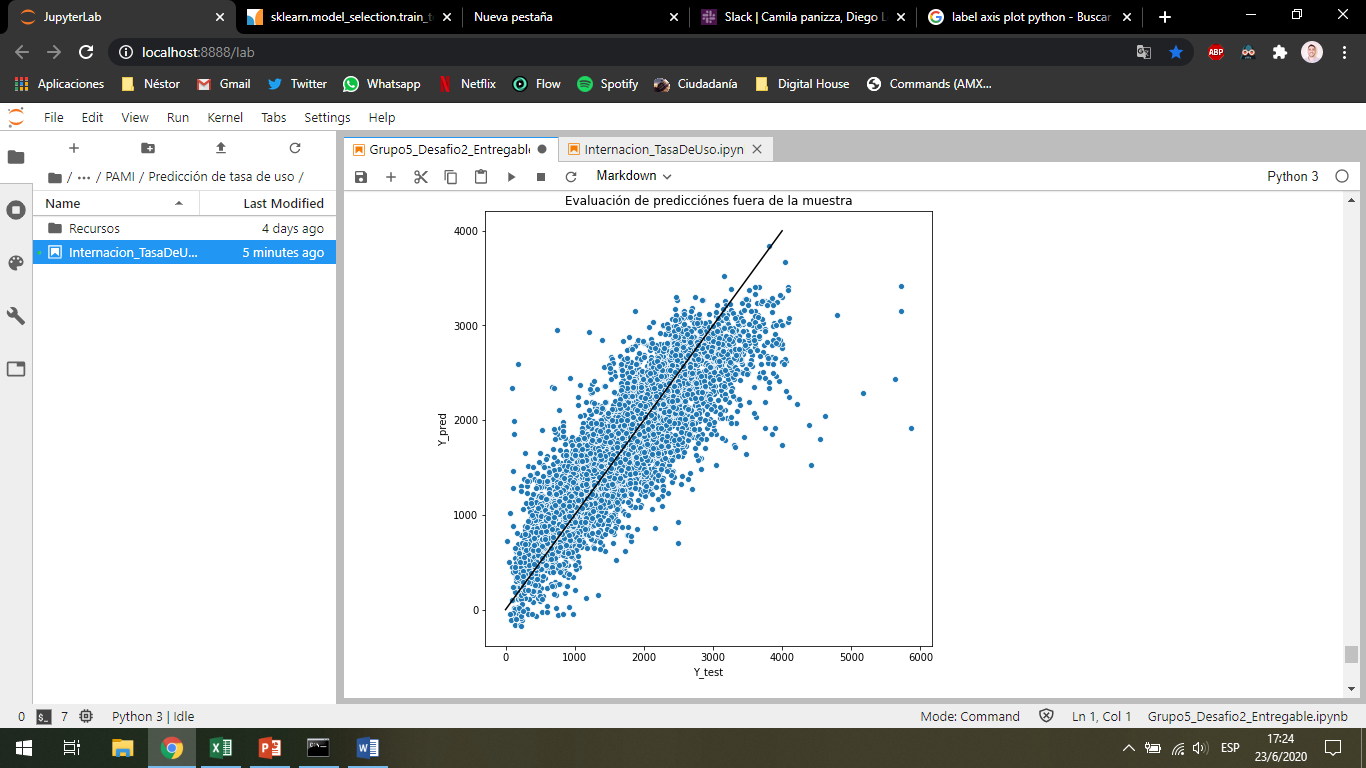 JupyterLab
sklearn.model_selection.train_t
Nueva pestaña
Slack | Camila panizza, Diego L
label axis plot python - Buscar
localhost:8888/lab
ABP
Aplicaciones
Néstor
Gmail
Twitter
Whatsapp
Netflix
Flow
Spotify
Ciudadanía
Digital House
Commands (AMX...
File Edit View Run Kernel Tabs Settings Help
Grupo5_Desafio2_Entregabl
Internacion_TasaDeUso.ipyn
/ ··· / PAMI / Predicción de tasa de uso /
Markdown
Python 3
Name Last Modified
Recursos 4 days ago
Internacion_TasaDeU... 5 minutes ago
Evaluación de predicciónes fuera de la muestra
4000
3000
2000
1000
0
Y_pred
0 1000 2000 3000 4000 5000 6000
Y_test
0 $_ 7 Python 3 | Idle
Mode: Command Ln 1, Col 1 Grupo5_Desafio2_Entregable.ipynb
ESP
17:24
23/6/2020